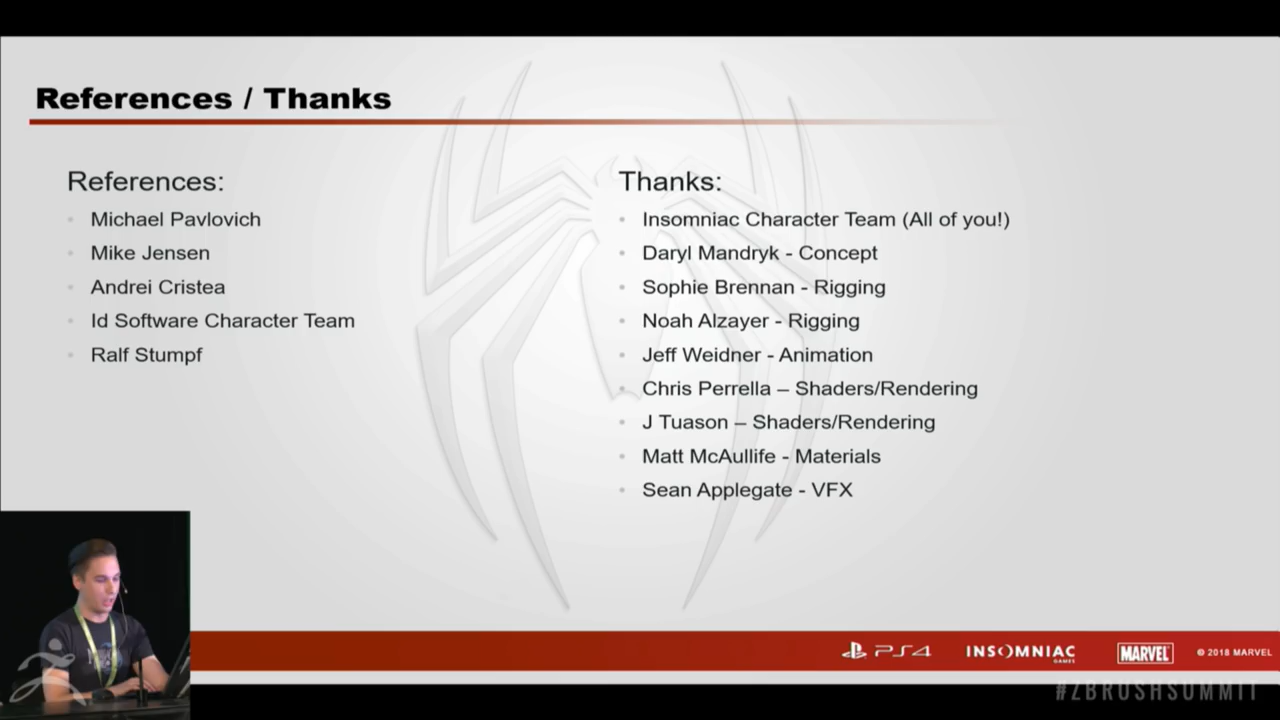 References / Thanks
References:
Michael Pavlovich
Mike Jensen
Andrei Cristea
Id Software Character Team
Ralf Stumpf
Thanks:
Insomniac Character Team (All of you!)
Daryl Mandryk - Concept
Sophie Brennan - Rigging
Noah Alzayer - Rigging
Jeff Weidner - Animation
Chris Perrella – Shaders/Rendering
J Tuason – Shaders/Rendering
Matt McAullife - Materials
Sean Applegate - VFX
PS4
INSOMNIAC
GAMES
MARVEL
© 2018 MARVEL
#ZBRUSHSUMMIT